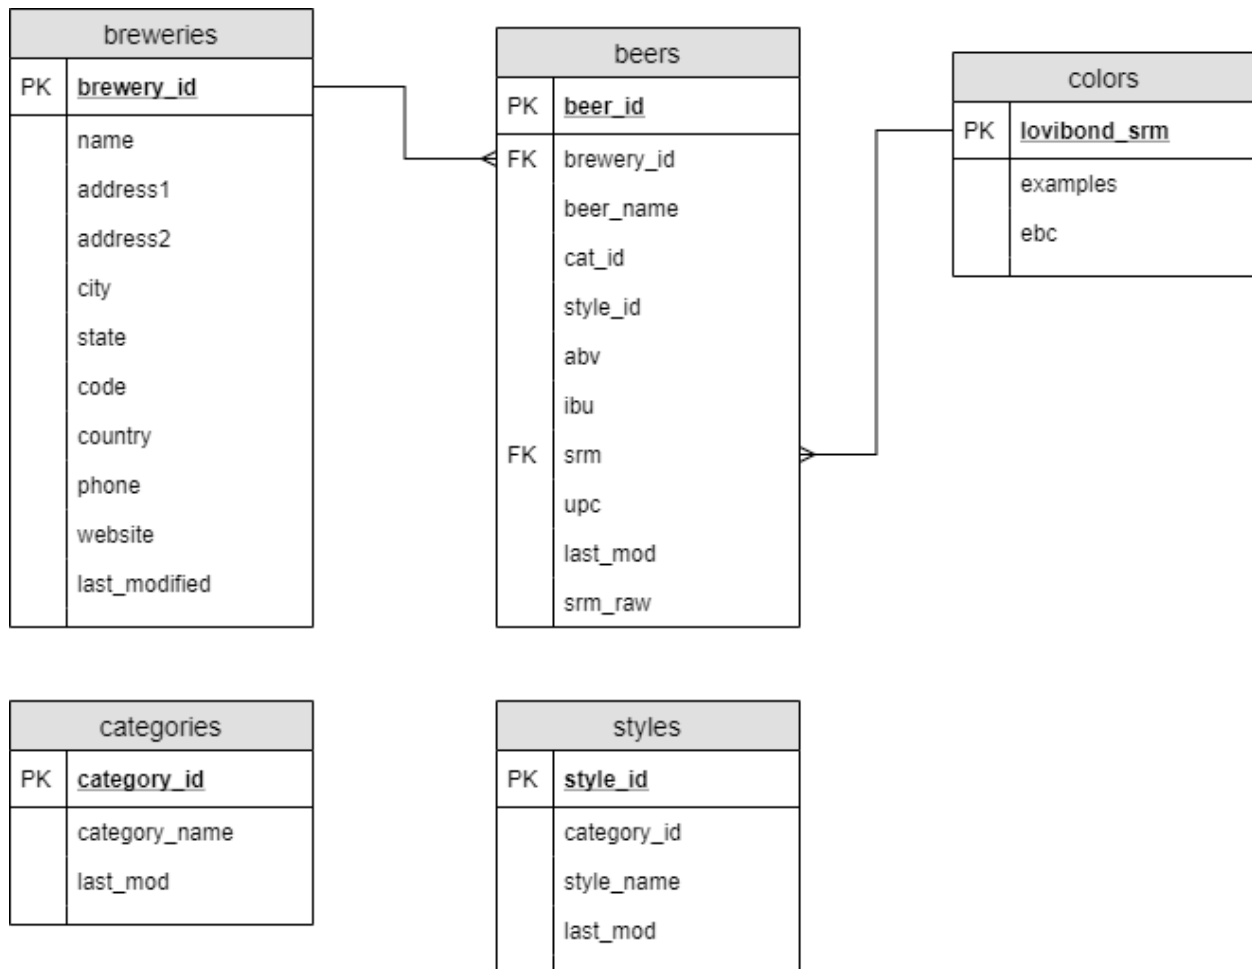 breweries
PK brewery_id
name
address1
address2
city
state
code
country
phone
website
last_modified
beers
PK beer_id
FK brewery_id
beer_name
cat_id
style_id
abv
ibu
FK srm
upc
last_mod
srm_raw
colors
PK lovibond_srm
examples
ebc
categories
PK category_id
category_name
last_mod
styles
PK style_id
category_id
style_name
last_mod